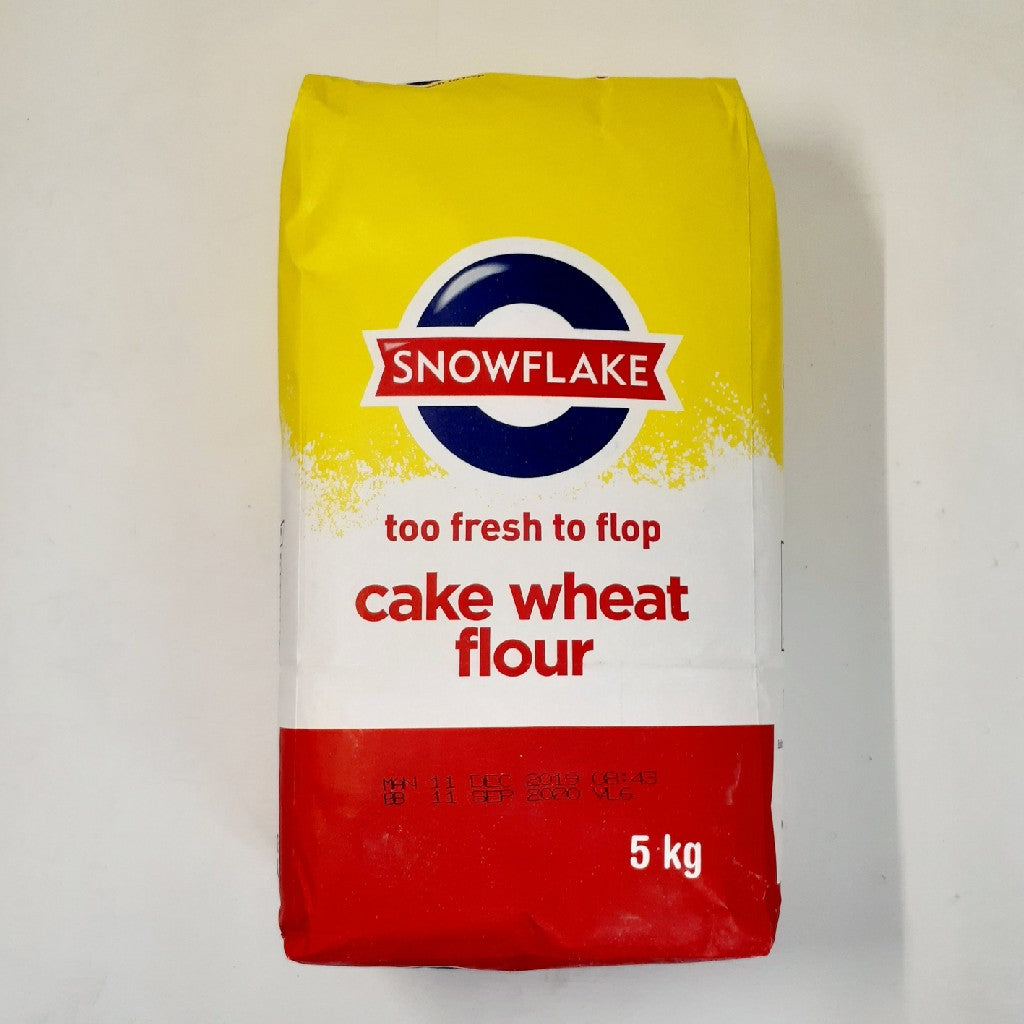 SNOWFLAKE
too fresh to flop
cake wheat
flour
MAN 11 DEC 2019 08:43
BB 11 SEP 2020 VL6
5 kg